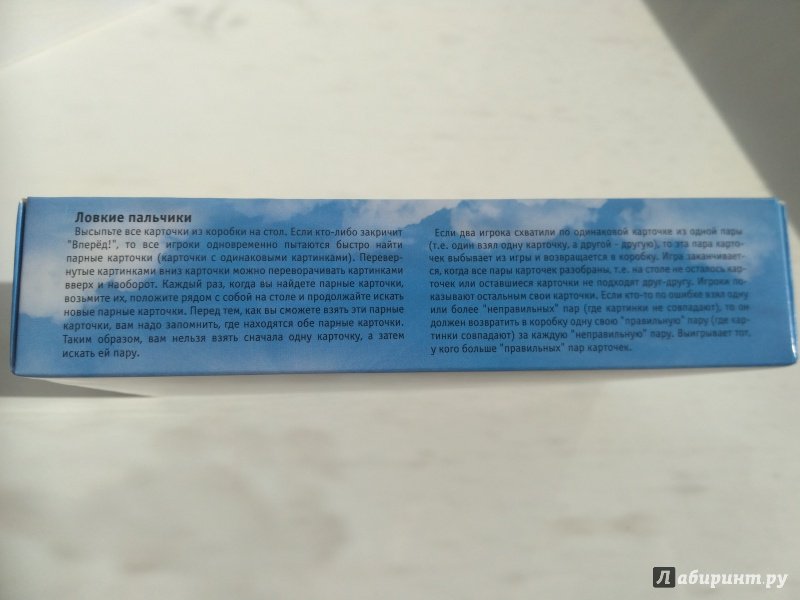 Ловкие пальчики
Высыпьте все карточки из коробки на стол. Если кто-либо закричит
"Вперёд!", то все игроки одновременно пытаются быстро найти
парные карточки (карточки с одинаковыми картинками). Перевер-
нутые картинками вниз карточки можно переворачивать картинками
вверх и наоборот. Каждый раз, когда вы найдете парные карточки,
возьмите их, положите рядом с собой на столе и продолжайте искать
новые парные карточки. Перед тем, как вы сможете взять эти парные
карточки, вам надо запомнить, где находятся обе парные карточки.
Таким образом, вам нельзя взять сначала одну карточку, а затем
искать ей пару.
Если два игрока схватили по одинаковой карточке из одной пары
(т.е. один взял одну карточку, а другой - другую), то эта пара карто-
чек выбывает из игры и возвращается в коробку. Игра заканчивает-
ся, когда все пары карточек разобраны, т.е. на столе не осталось кар-
точек или оставшиеся карточки не подходят друг-другу. Игроки по-
казывают остальным свои карточки. Если кто-то по ошибке взял одну
или более "неправильных" пар (где картинки не совпадают), то он
должен возвратить в коробку одну свою "правильную" пару (где кар-
тинки совпадают) за каждую "неправильную" пару. Выигрывает тот,
у кого больше "правильных" пар карточек.
Лабиринт.ру